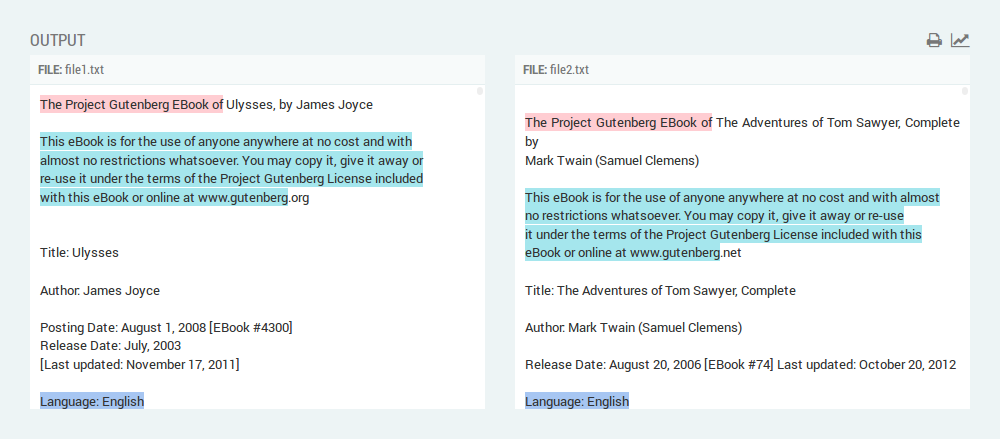 OUTPUT
FILE: file1.txt
The Project Gutenberg EBook of Ulysses, by James Joyce
This eBook is for the use of anyone anywhere at no cost and with
almost no restrictions whatsoever. You may copy it, give it away or
re-use it under the terms of the Project Gutenberg License included
with this eBook or online at www.gutenberg.org
Title: Ulysses
Author: James Joyce
Posting Date: August 1, 2008 [EBook #4300]
Release Date: July, 2003
[Last updated: November 17, 2011]
Language: English
FILE: file2.txt
The Project Gutenberg EBook of The Adventures of Tom Sawyer, Complete
by
Mark Twain (Samuel Clemens)
This eBook is for the use of anyone anywhere at no cost and with almost
no restrictions whatsoever. You may copy it, give it away or re-use
it under the terms of the Project Gutenberg License included with this
eBook or online at www.gutenberg.net
Title: The Adventures of Tom Sawyer, Complete
Author: Mark Twain (Samuel Clemens)
Release Date: August 20, 2006 [EBook #74] Last updated: October 20, 2012
Language: English